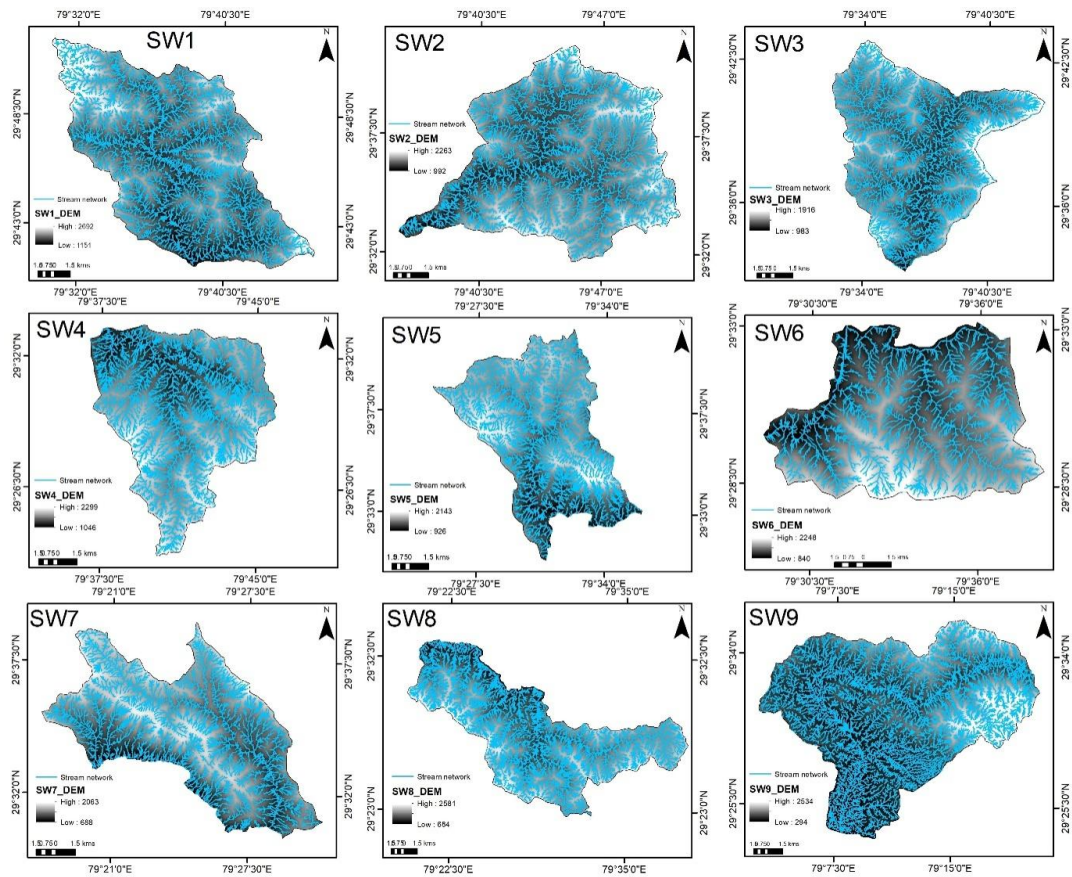 79°32'0"E 79°40'30"E
SW1
N
29°48'30"N 29°48'30"N
29°43'0"N 29°43'0"N
Stream network
SW1_DEM
High : 2692
Low : 1151
1.5 kms
79°32'0"E 79°40'30"E
79°40'30"E 79°47'0"E
SW2
N
29°37'30"N 29°37'30"N
29°32'0"N 29°32'0"N
Stream network
SW2_DEM
High : 2263
Low : 992
1.5 kms
79°40'30"E 79°47'0"E
79°34'0"E 79°40'30"E
SW3
N
29°42'30"N 29°42'30"N
29°36'0"N 29°36'0"N
Stream network
SW3_DEM
High : 1916
Low : 983
1.5 kms
79°34'0"E 79°40'30"E
79°37'30"E 79°45'0"E
SW4
N
29°32'0"N 29°32'0"N
29°26'30"N 29°26'30"N
Stream network
SW4_DEM
High : 2299
Low : 1046
1.5 kms
79°37'30"E 79°45'0"E
79°27'30"E 79°34'0"E
SW5
N
29°37'30"N 29°37'30"N
29°33'0"N 29°33'0"N
Stream network
SW5_DEM
High : 2143
Low : 926
1.5 kms
79°27'30"E 79°34'0"E
79°30'30"E 79°36'0"E
SW6
N
29°33'0"N 29°33'0"N
29°28'30"N 29°28'30"N
Stream network
SW6_DEM
High : 2248
Low : 840
1.5 0.75 0 1.5 kms
79°30'30"E 79°36'0"E
79°21'0"E 79°27'30"E
SW7
N
29°37'30"N 29°37'30"N
29°32'0"N 29°32'0"N
Stream network
SW7_DEM
High : 2063
Low : 688
1.5 kms
79°21'0"E 79°27'30"E
79°22'30"E 79°35'0"E
SW8
N
29°32'30"N 29°32'30"N
29°23'0"N 29°23'0"N
Stream network
SW8_DEM
High : 2581
1.5 kms
79°22'30"E 79°35'0"E
79°7'30"E 79°15'0"E
SW9
N
29°34'0"N 29°34'0"N
29°25'30"N 29°25'30"N
Stream network
SW9_DEM
High : 2534
Low : 294
1.5 kms
79°7'30"E 79°15'0"E